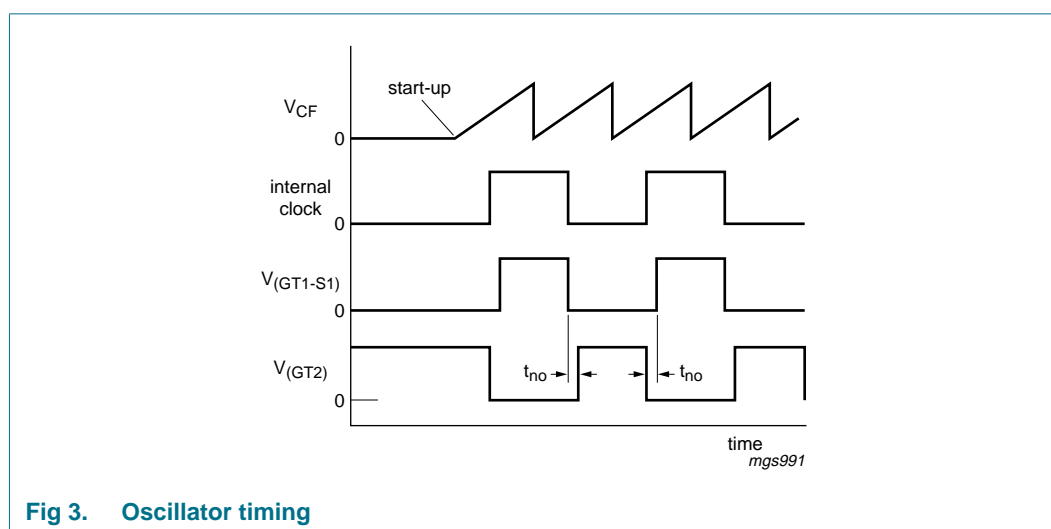 start-up
VCF
0
internal
clock
0
V(GT1-S1)
0
V(GT2)
tno
tno
0
time
mgs991
Fig 3. Oscillator timing